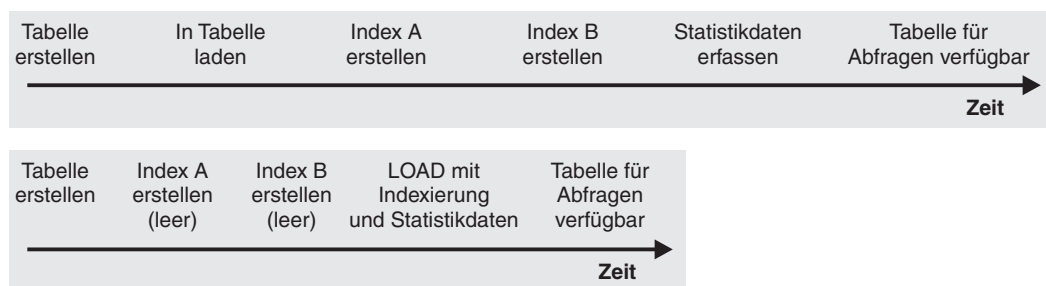 Tabelle erstellen
In Tabelle laden
Index A erstellen
Index B erstellen
Statistikdaten erfassen
Tabelle für Abfragen verfügbar
Zeit
Tabelle erstellen
Index A erstellen (leer)
Index B erstellen (leer)
LOAD mit Indexierung und Statistikdaten
Tabelle für Abfragen verfügbar
Zeit